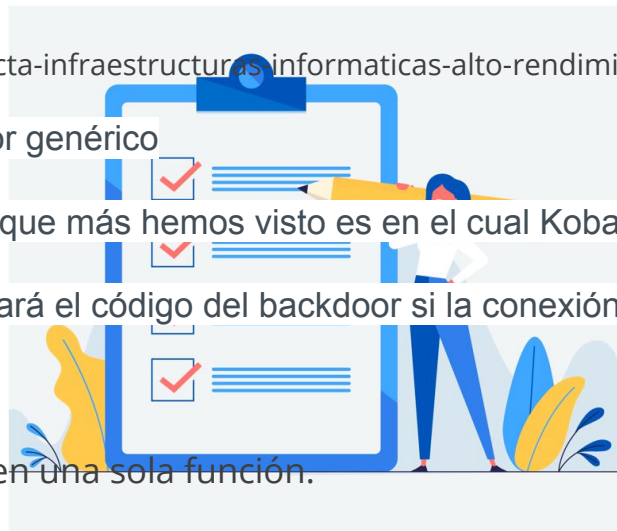 cta-infraestructuras-informaticas-alto-rendimi
or genérico
que más hemos visto es en el cual Koba
ará el código del backdoor si la conexión
en una sola función.